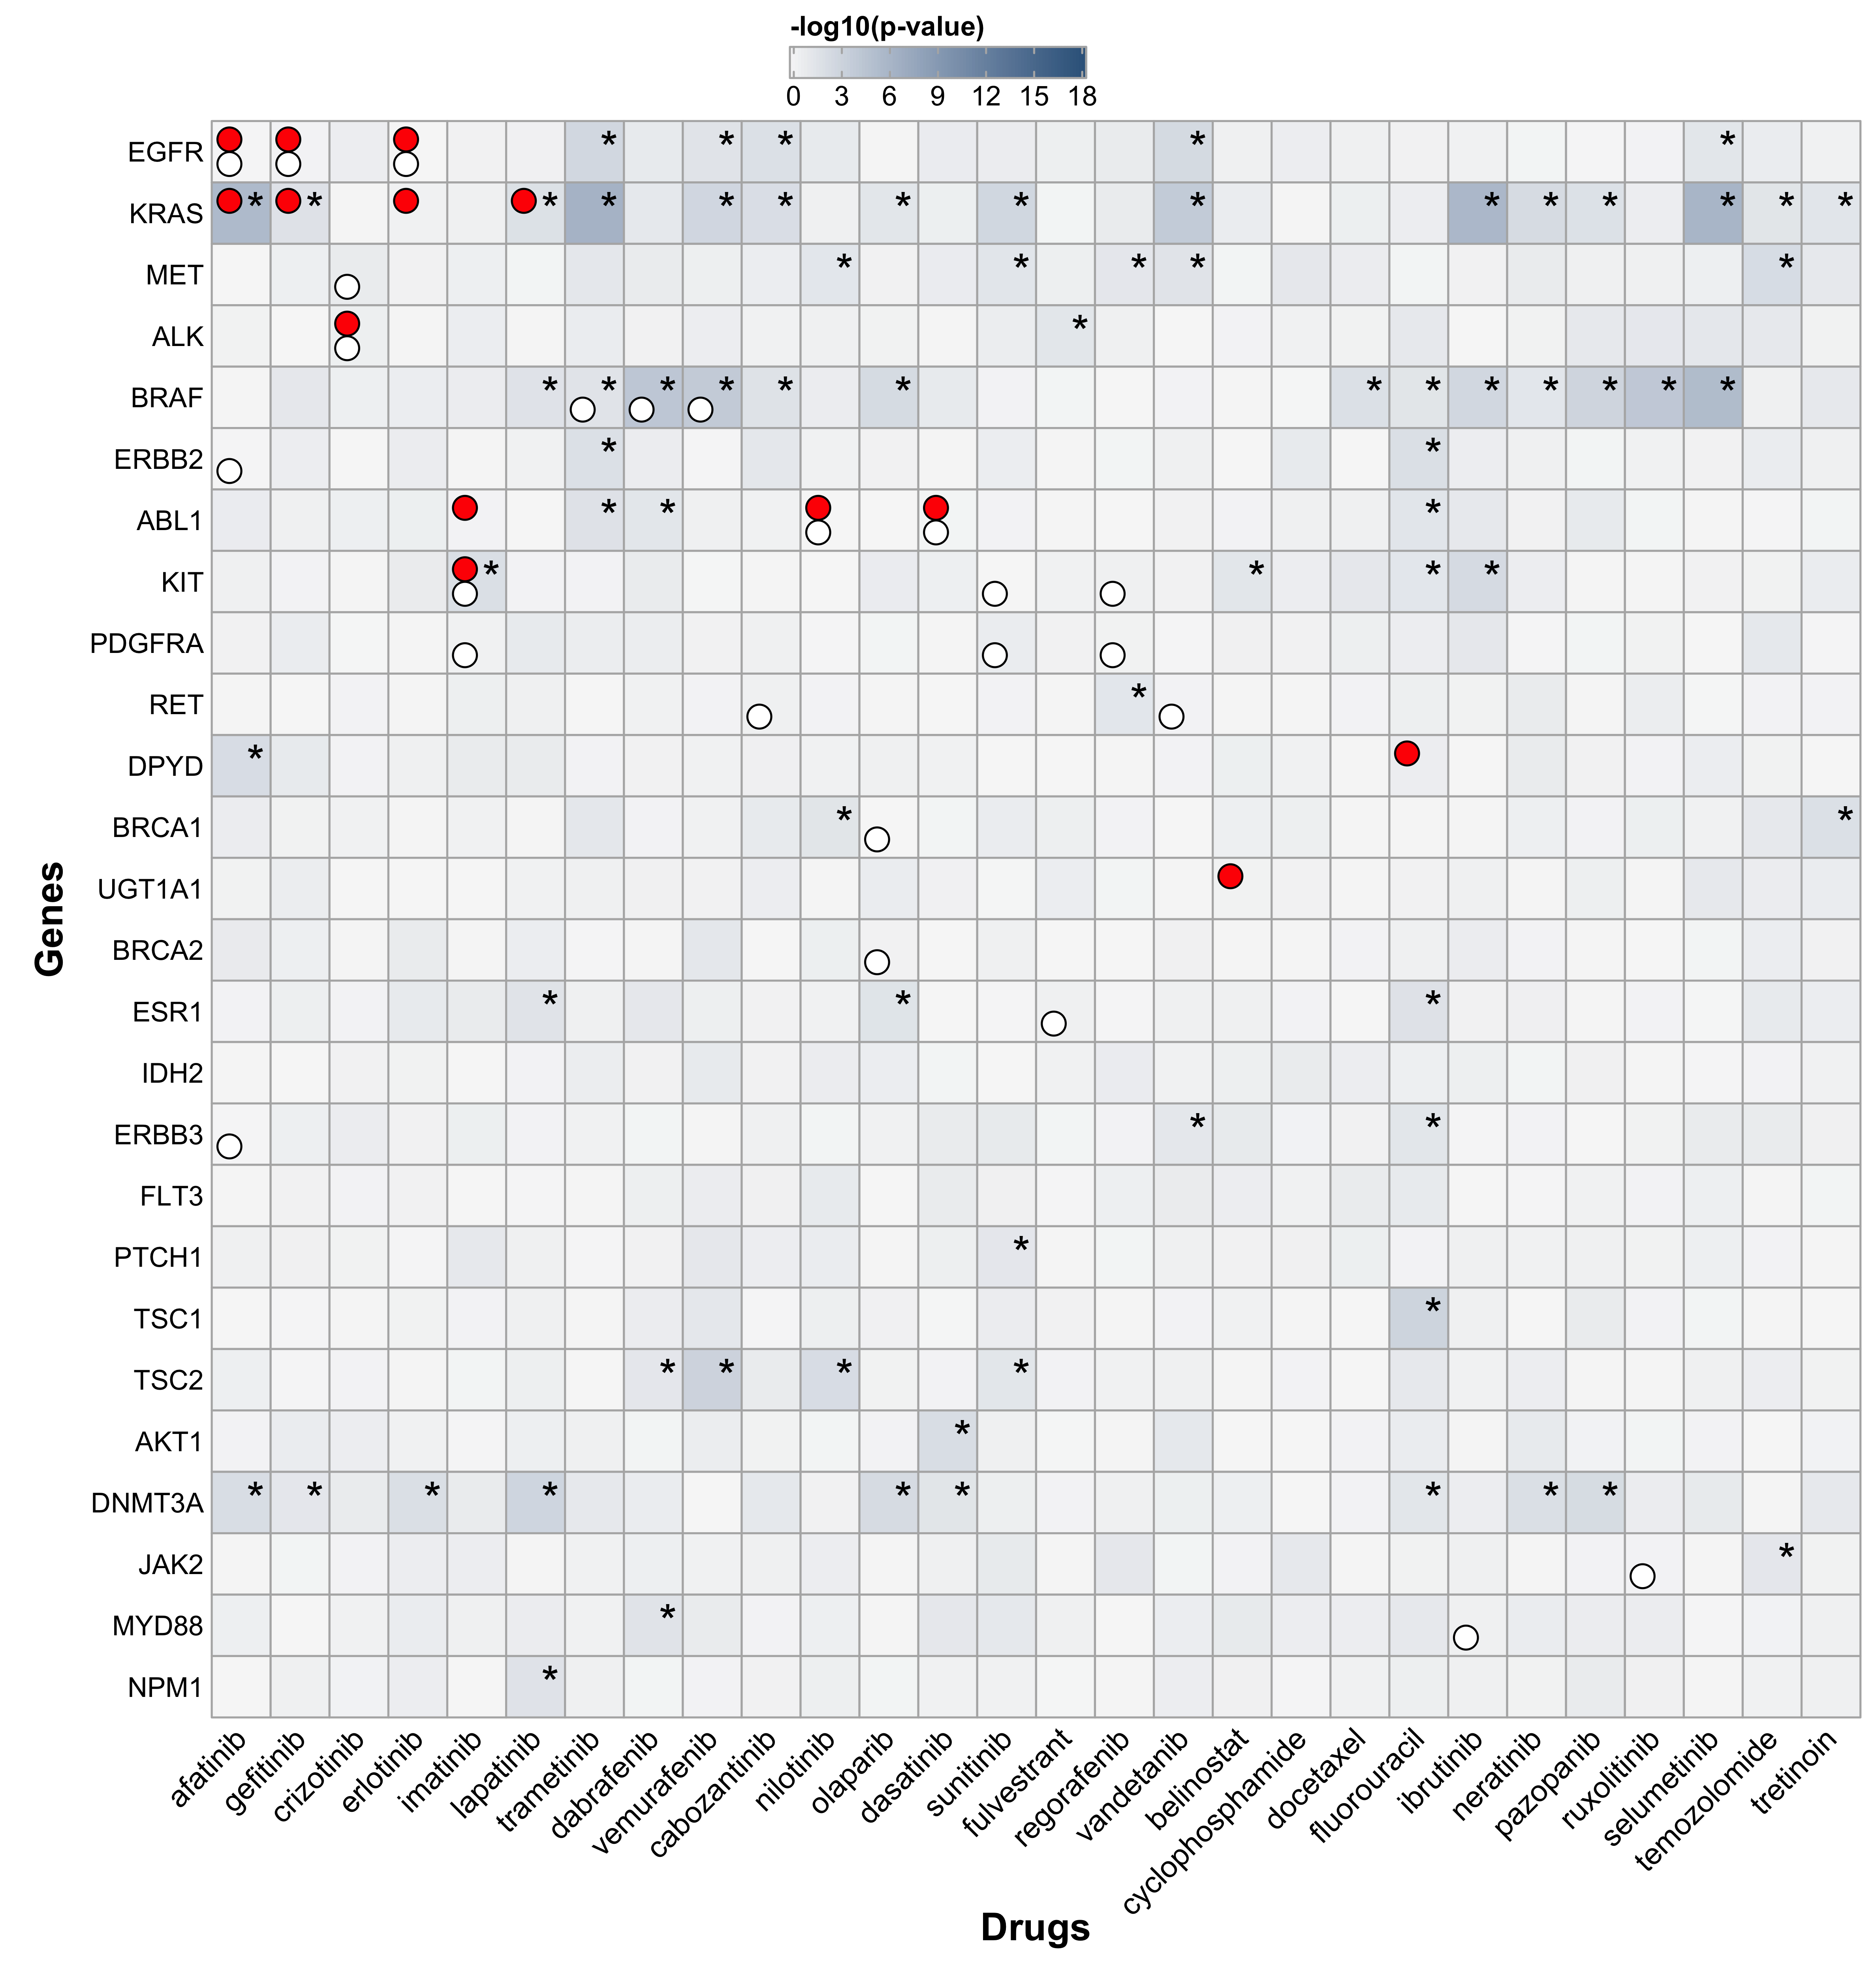 -log10(p-value)
0 3 6 9 12 15 18
EGFR * * * * *
KRAS * * * * * * * * * * * * * * *
MET * * * * *
ALK *
BRAF * * * * * * * * * * * * * *
ERBB2 * *
ABL1 * * *
KIT * * * *
PDGFRA
RET *
DPYD *
BRCA1 * *
UGT1A1
BRCA2
ESR1 * * *
IDH2
ERBB3 * *
FLT3
PTCH1 *
TSC1 *
TSC2 * * * *
AKT1 *
DNMT3A * * * * * * * * *
JAK2 *
MYD88 *
NPM1 *
Genes
afatinib
gefitinib
crizotinib
erlotinib
imatinib
lapatinib
trametinib
dabrafenib
vemurafenib
cabozantinib
nilotinib
olaparib
dasatinib
sunitinib
fulvestrant
regorafenib
vandetanib
belinostat
cyclophosphamide
docetaxel
fluorouracil
ibrutinib
neratinib
pazopanib
ruxolitinib
selumetinib
temozolomide
tretinoin
Drugs